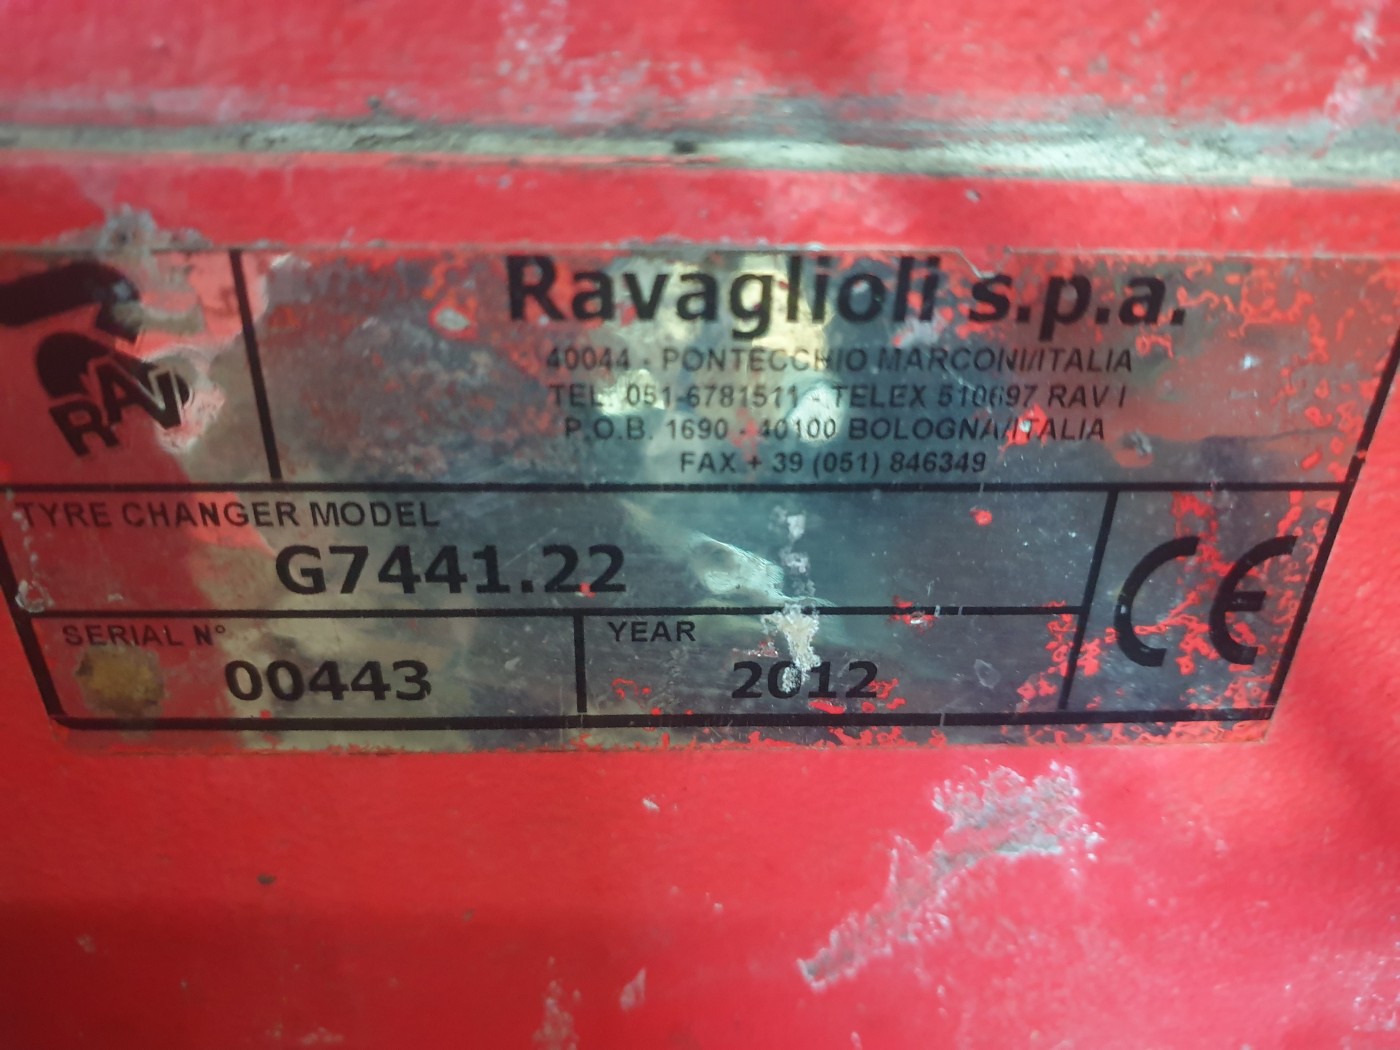 RAV
Ravaglioli s.p.a.
40044 - PONTECCHIO MARCONI/ITALIA
TEL. 051-6781511 - TELEX 510697 RAV I
P.O.B. 1690 - 40100 BOLOGNA/ITALIA
FAX + 39 (051) 846349
TYRE CHANGER MODEL
G7441.22
CE
SERIAL N° YEAR
00443 2012